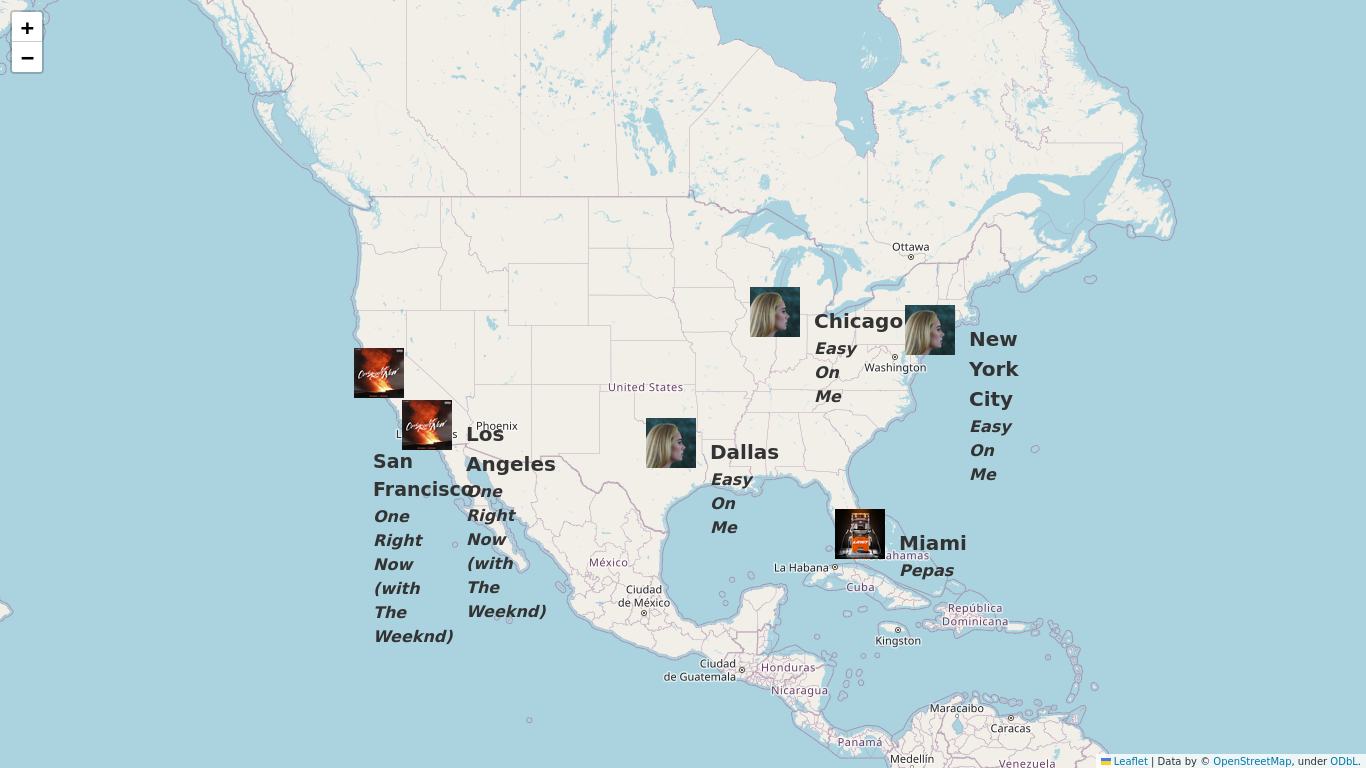 +
−
Ottawa
Chicago
Easy
On
Me
Washington
New
York
City
Easy
On
Me
United States
Phoenix
Los
Angeles
One
Right
Now
(with
The
Weeknd)
San
Francisco
One
Right
Now
(with
The
Weeknd)
Dallas
Easy
On
Me
Miami
Pepas
ahamas
La Habana
Cuba
México
Ciudad
de México
República
Dominicana
Kingston
Ciudad
de Guatemala
Honduras
Nicaragua
Maracaibo
Caracas
Panamá
Medellín
Venezuela
Leaflet | Data by © OpenStreetMap, under ODbL.